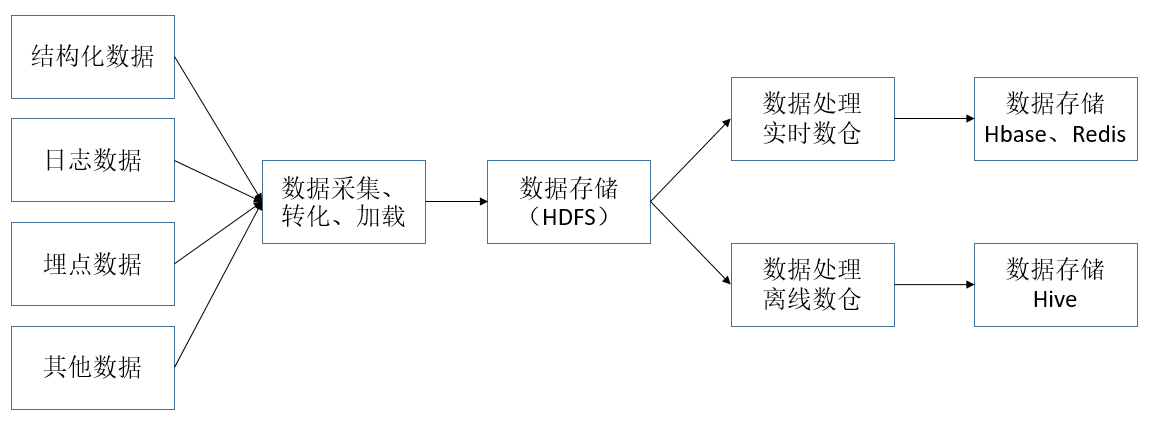 结构化数据
日志数据
埋点数据
其他数据
数据采集、
转化、加载
数据存储
（HDFS）
数据处理
实时数仓
数据存储
Hbase、Redis
数据处理
离线数仓
数据存储
Hive